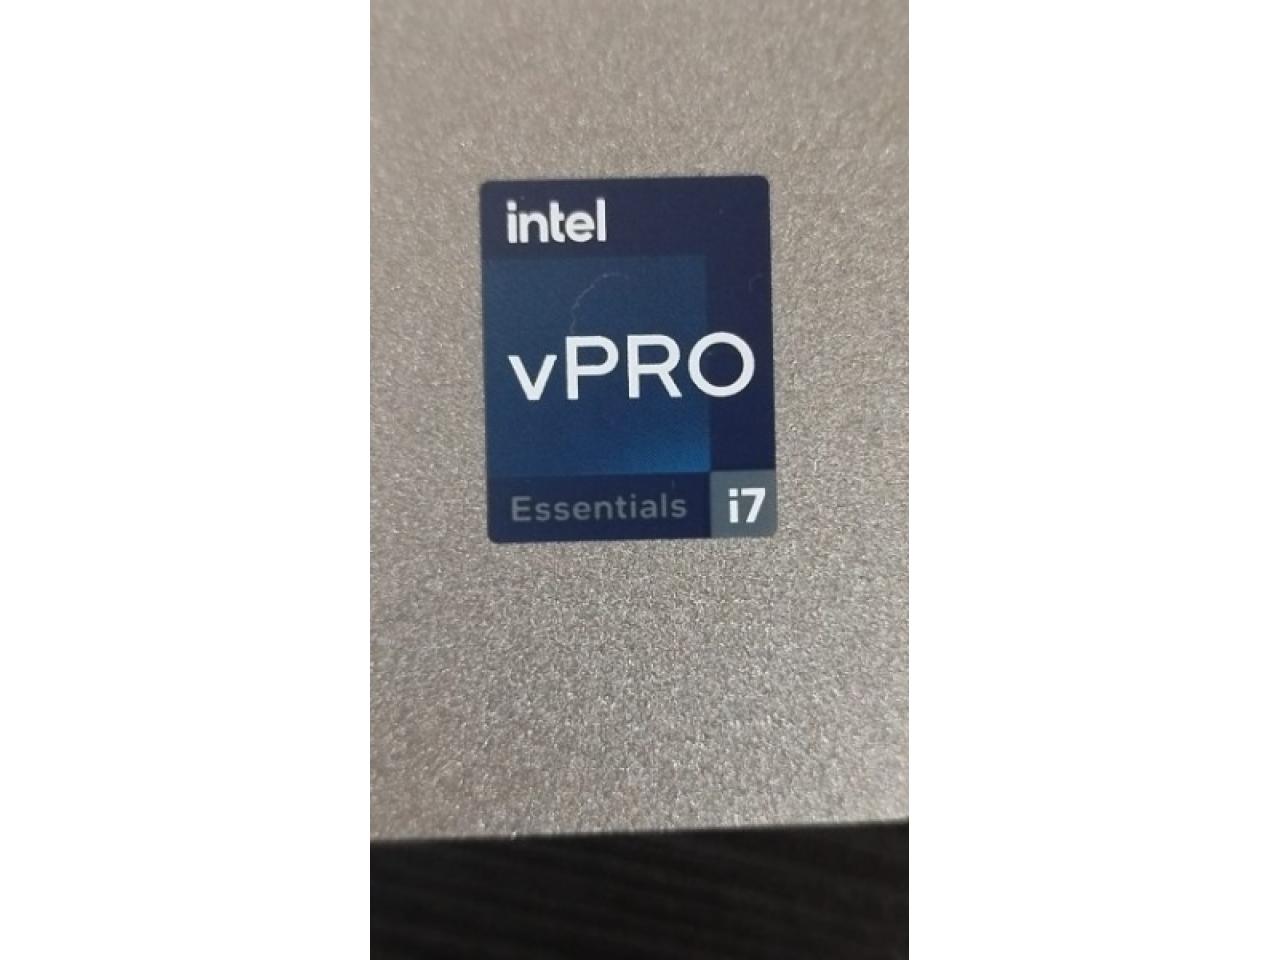 intel
vPRO
Essentials i7